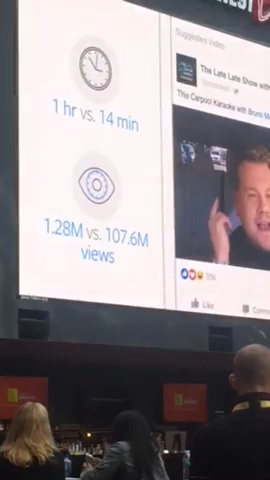 Suggested Video
The Late Late Show with
Sponsored
This Carpool Karaoke with Bruno
1 hr vs. 14 min
1.28M vs. 107.6M
views
Like